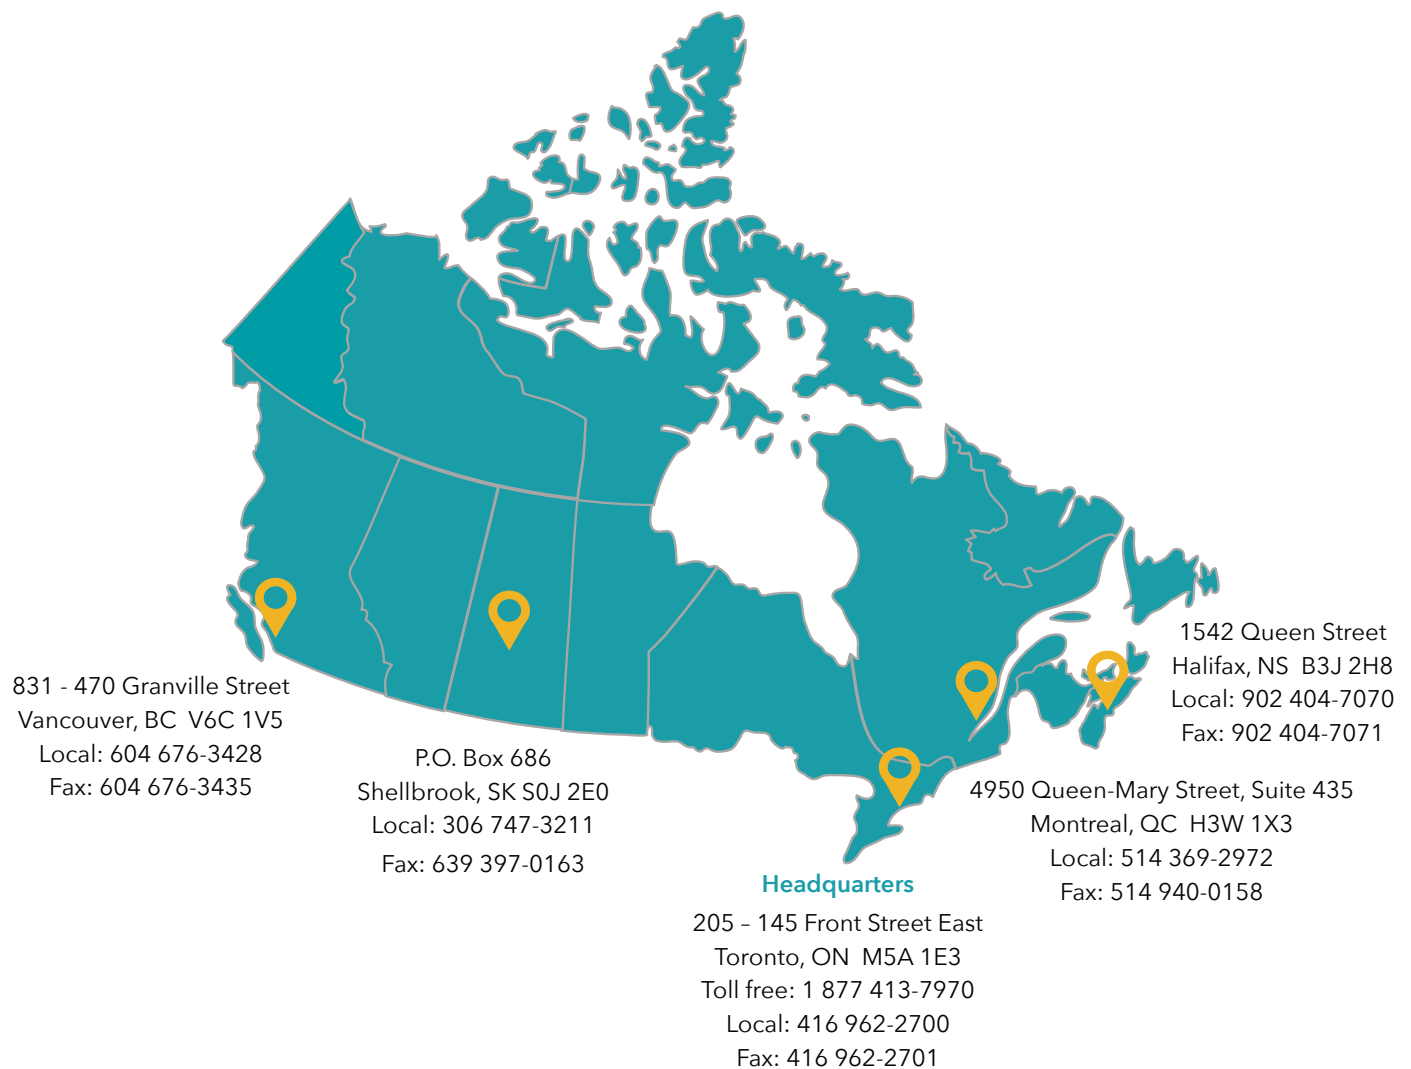 831 - 470 Granville Street
Vancouver, BC  V6C 1V5
Local: 604 676-3428
Fax: 604 676-3435
P.O. Box 686
Shellbrook, SK S0J 2E0
Local: 306 747-3211
Fax: 639 397-0163
Headquarters
205 – 145 Front Street East
Toronto, ON  M5A 1E3
Toll free: 1 877 413-7970
Local: 416 962-2700
Fax: 416 962-2701
4950 Queen-Mary Street, Suite 435
Montreal, QC  H3W 1X3
Local: 514 369-2972
Fax: 514 940-0158
1542 Queen Street
Halifax, NS  B3J 2H8
Local: 902 404-7070
Fax: 902 404-7071